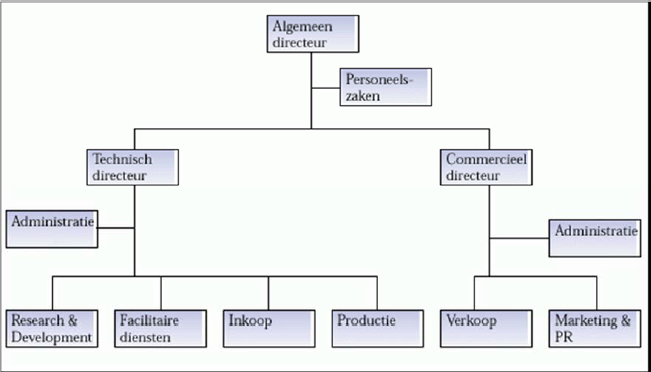 Algemeen
directeur
Personeels-
zaken
Technisch
directeur
Commercieel
directeur
Administratie
Administratie
Research &
Development
Facilitaire
diensten
Inkoop
Productie
Verkoop
Marketing &
PR